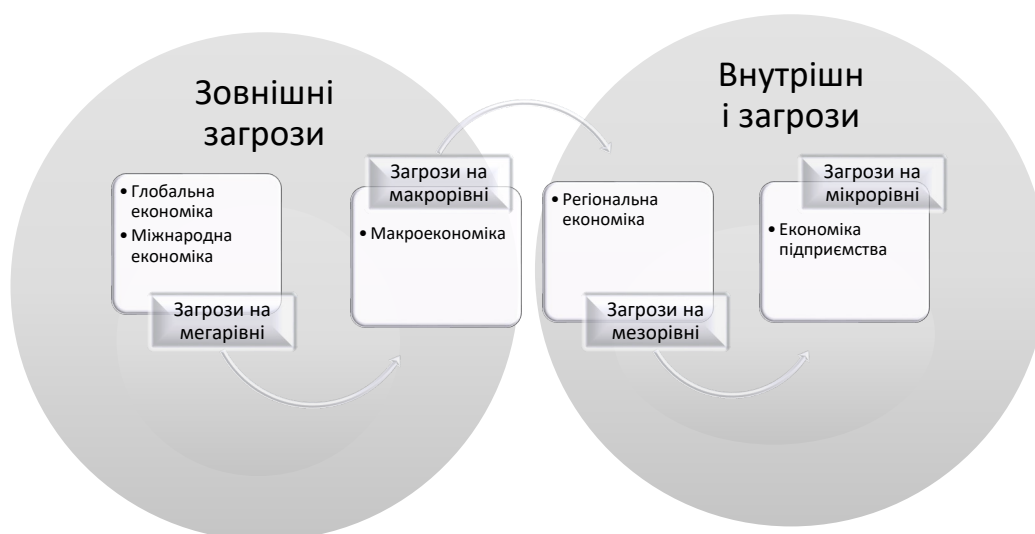 Зовнішні
загрози
• Глобальна
економіка
• Міжнародна
економіка
Загрози на
мегарівні
Загрози на
макрорівні
• Макроекономіка
Внутрішн
і загрози
• Регіональна
економіка
Загрози на
мезорівні
Загрози на
мікрорівні
• Економіка
підприємства